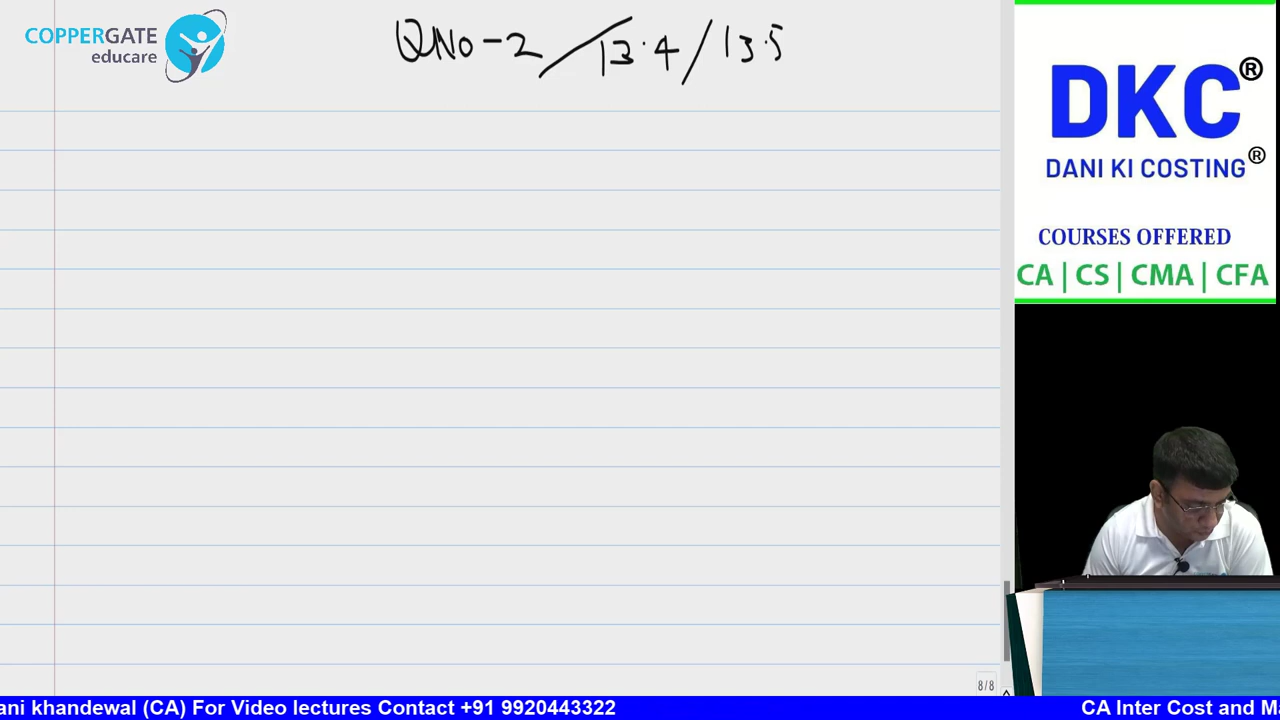 COPPERGATE
educare
QNo-2 / 13.4 / 13.5
DKC®
DANI KI COSTING®
COURSES OFFERED
CA | CS | CMA | CFA
8/8
ani khandewal (CA) For Video lectures Contact +91 9920443322
CA Inter Cost and Ma